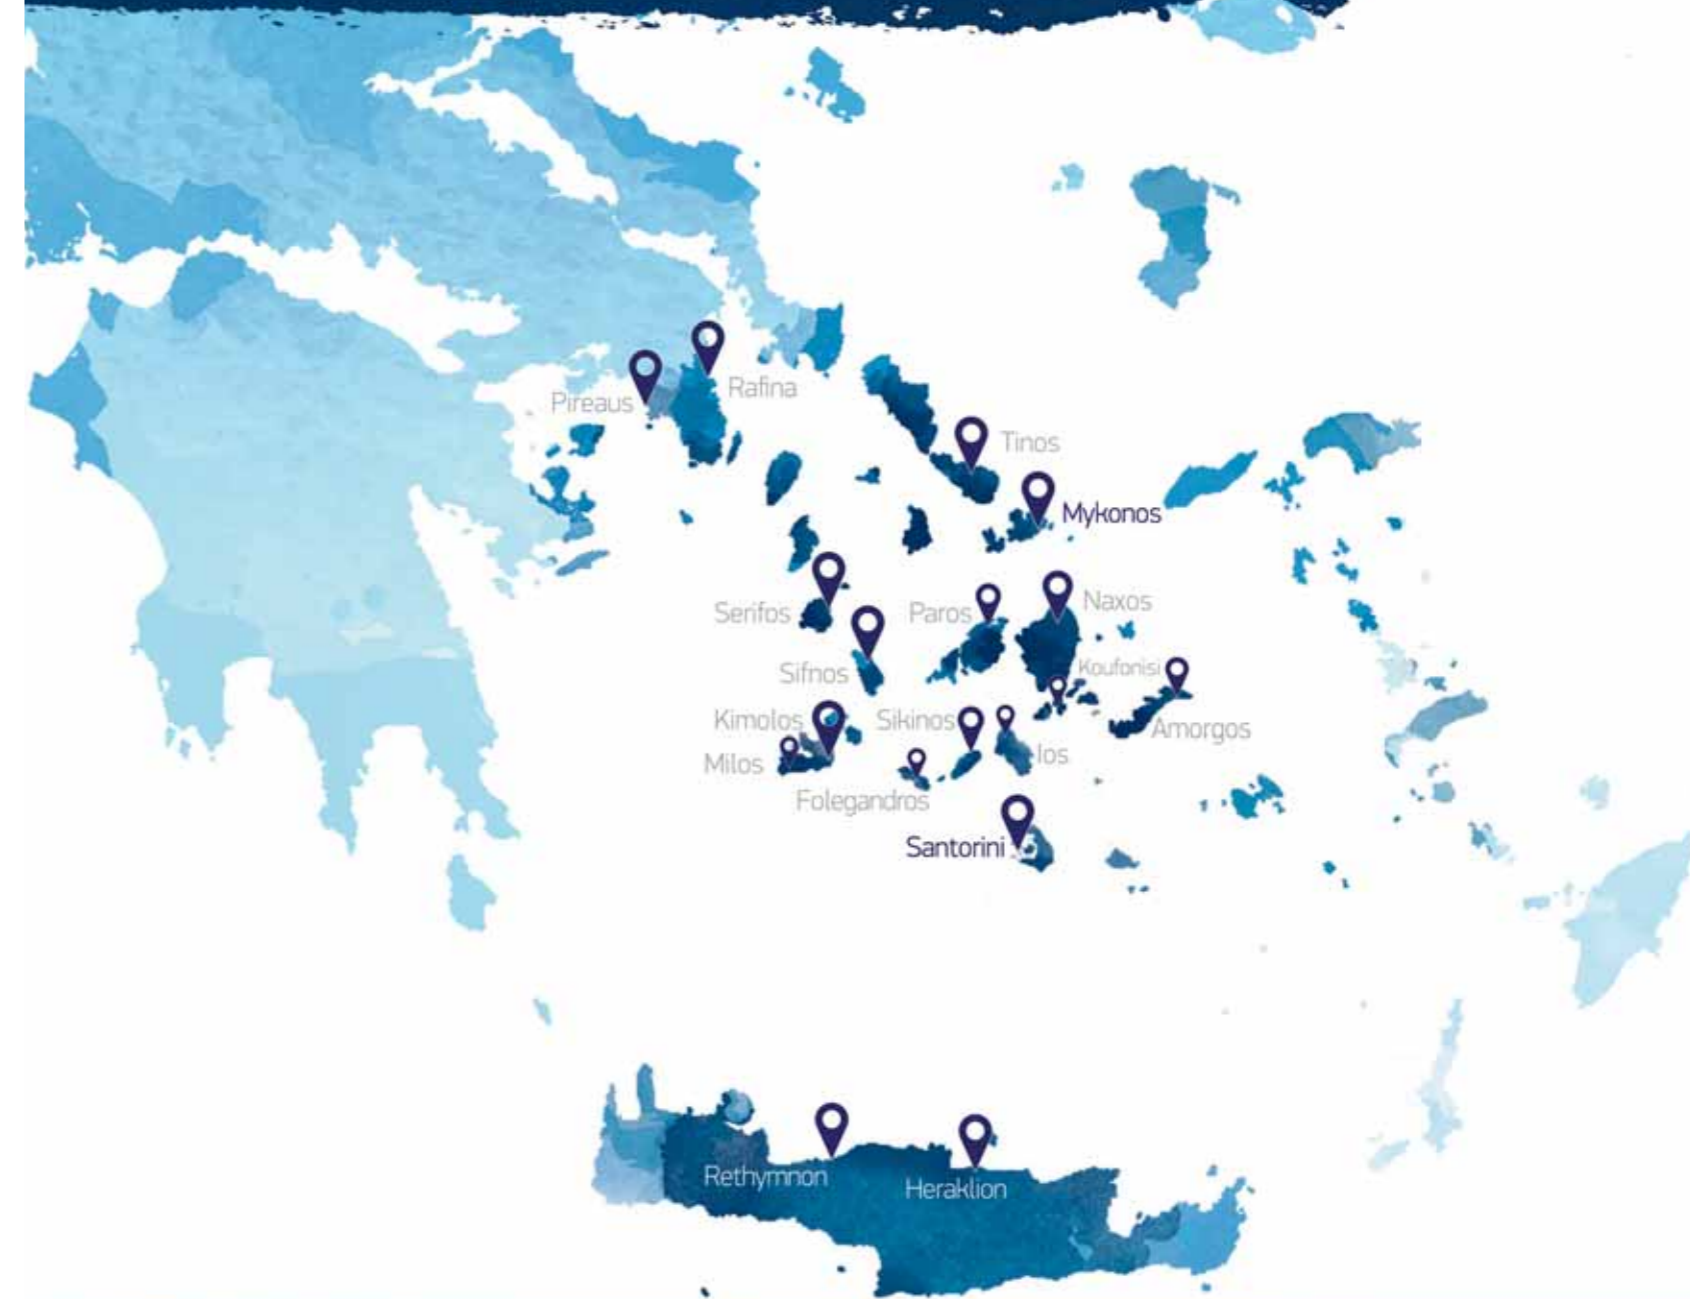 Rafina
Pireaus
Tinos
Mykonos
Naxos
Serifos
Paros
Koufonisi
Sifnos
Kimolos
Sikinos
Amorgos
Ios
Milos
Folegandros
Santorini
Rethymnon
Heraklion